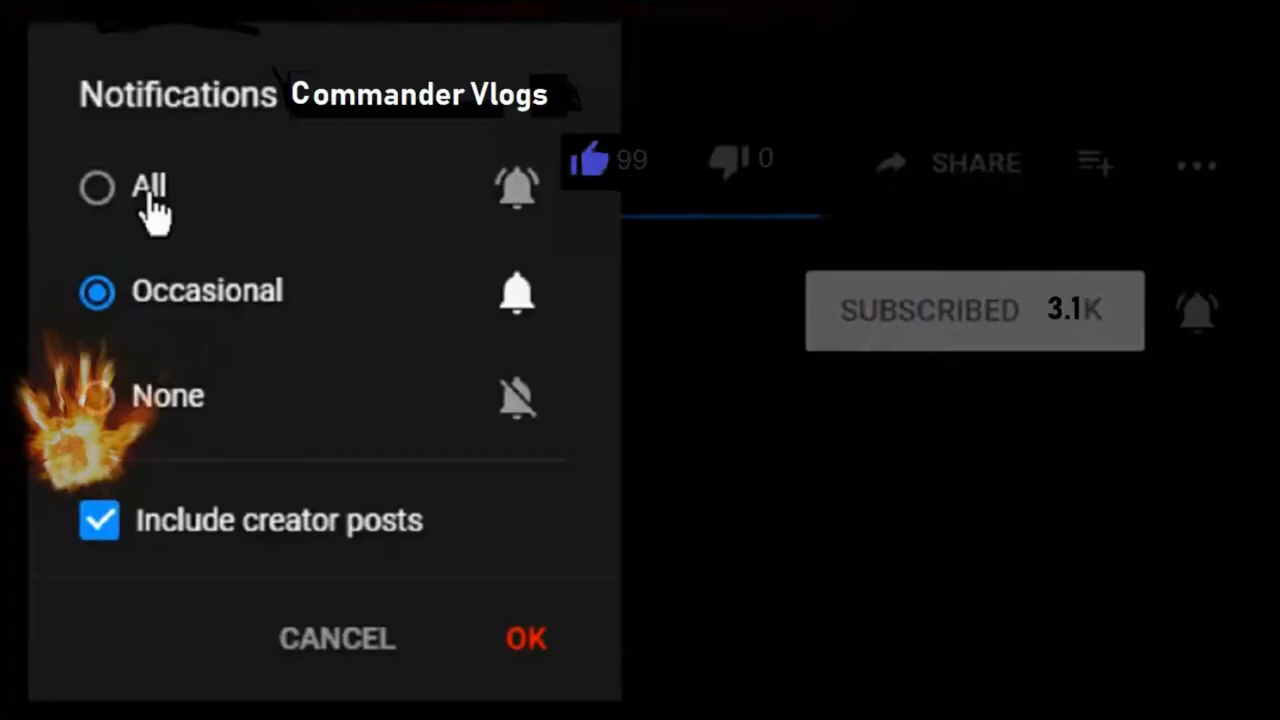 Notifications Commander Vlogs
99 0 SHARE
All
Occasional
SUBSCRIBED 3.1K
None
Include creator posts
CANCEL OK